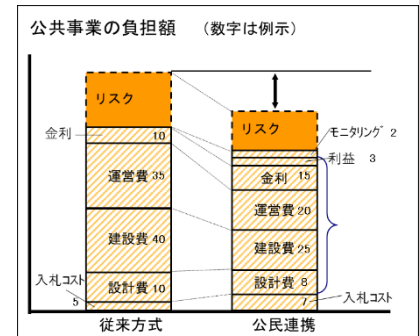 公共事業の負担額 (数字は例示)
リスク
金利 10
運営費 35
建設費 40
設計費 10
入札コスト
5
従来方式
リスク
モニタリング 2
利益 3
金利 15
運営費 20
建設費 25
設計費 8
7 入札コスト
公民連携